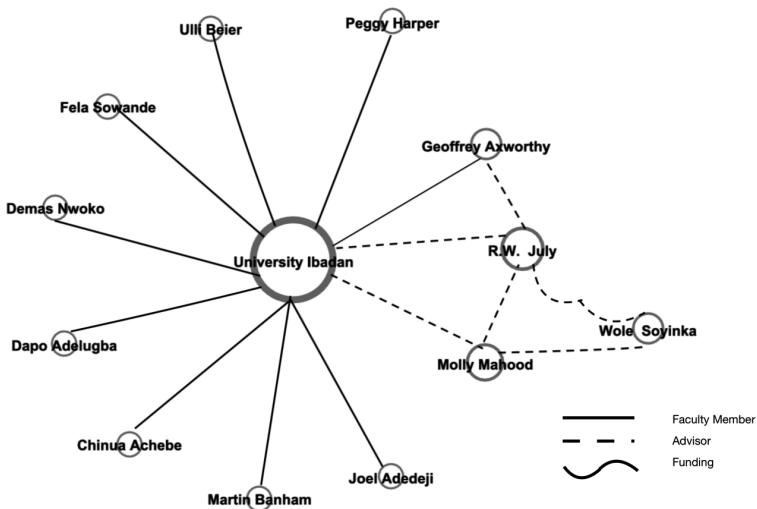 Ulli Beier
Peggy Harper
Fela Sowande
Geoffrey Axworthy
Demas Nwoko
University Ibadan
R.W. July
Wole Soyinka
Dapo Adelugba
Molly Mahood
Chinua Achebe
Joel Adedeji
Martin Banham
Faculty Member
Advisor
Funding